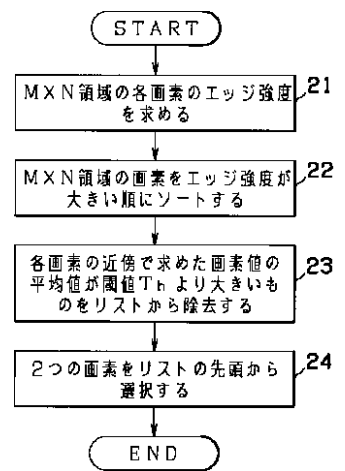 START
21
M×N領域の各画素のエッジ強度
を求める
22
M×N領域の画素をエッジ強度が
大きい順にソートする
23
各画素の近傍で求めた画素値の
平均値が閾値Thより大きいも
のをリストから除去する
24
2つの画素をリストの先頭から
選択する
END